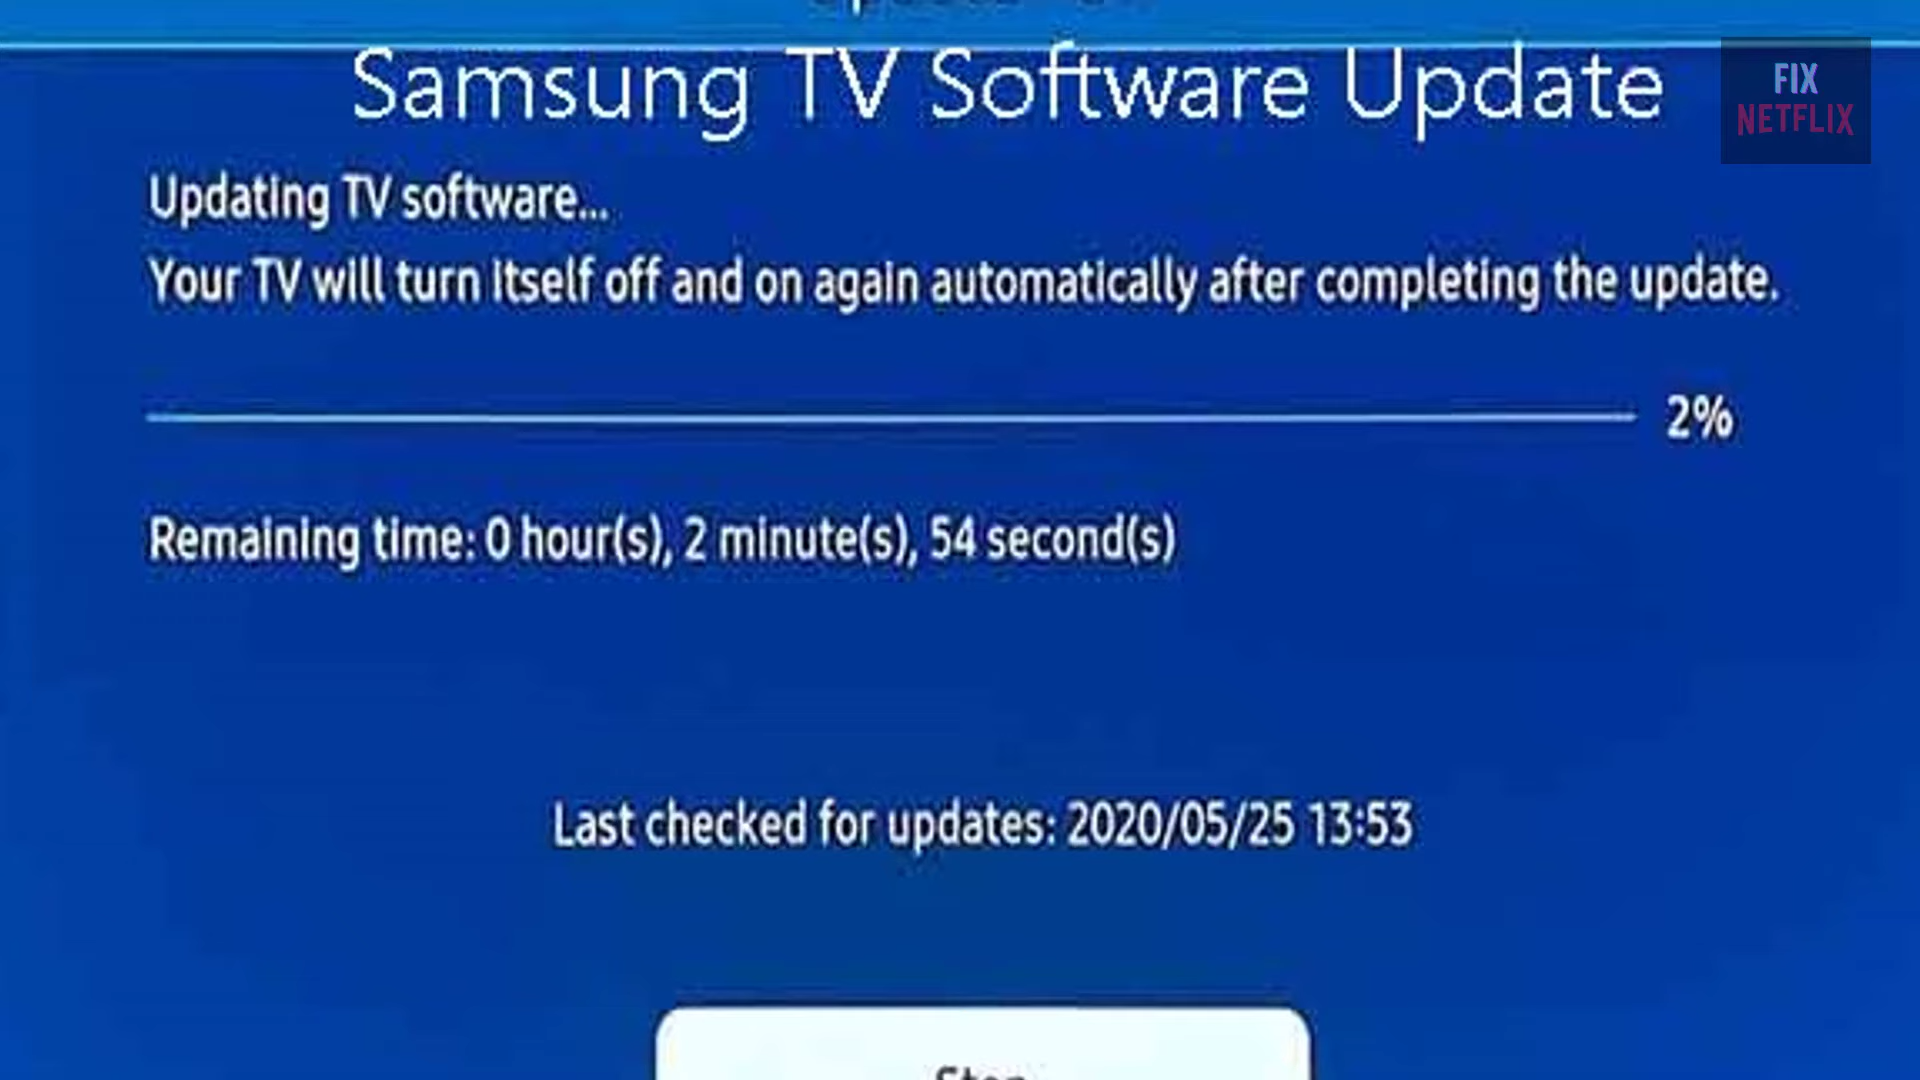 Samsung TV Software Update
FIX
NETFLIX
Updating TV software...
Your TV will turn itself off and on again automatically after completing the update.
2%
Remaining time: 0 hour(s), 2 minute(s), 54 second(s)
Last checked for updates: 2020/05/25 13:53